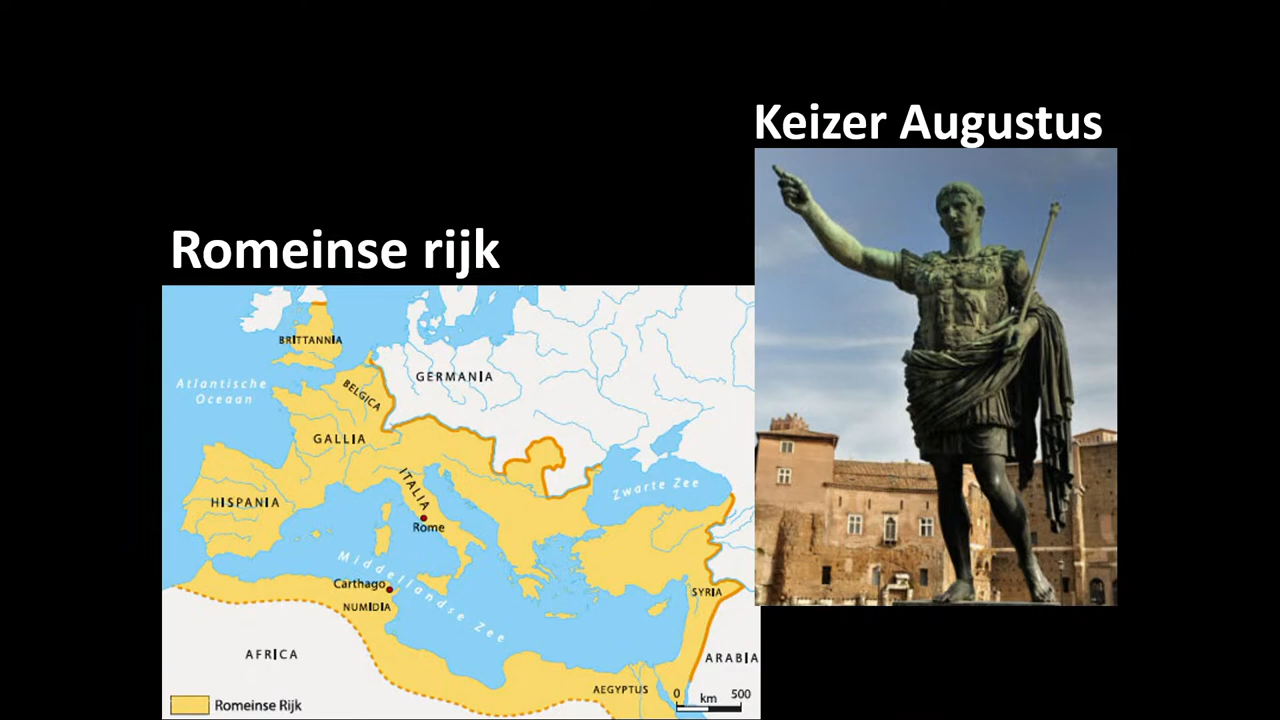 Keizer Augustus
Romeinse rijk
BRITTANNIA
Atlantische
Oceaan
BELGICA
GERMANIA
GALLIA
HISPANIA
ITALIA
Rome
Zwarte Zee
Middellandse Zee
Carthago
NUMIDIA
SYRIA
AFRICA
ARABIA
AEGYPTUS
0 km 500
Romeinse Rijk